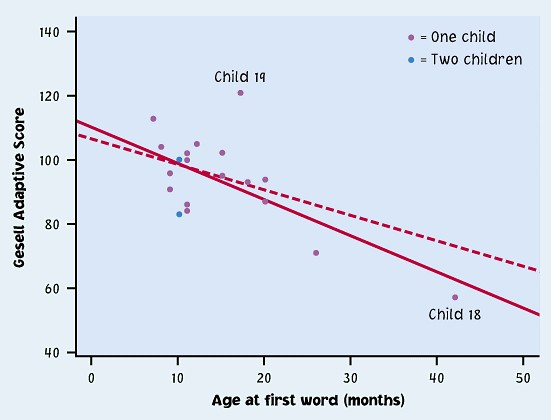 = One child
= Two children
Child 19
Child 18
Gesell Adaptive Score
140
120
100
80
60
40
0
10
20
30
40
50
Age at first word (months)